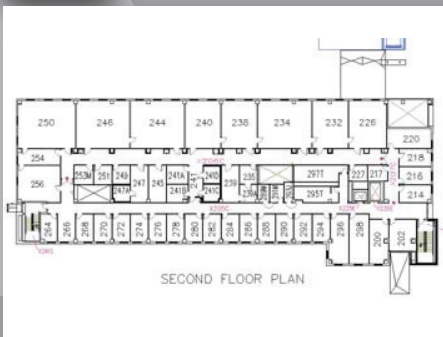 250 246 244 240 238 234 232 226
220
254 218
253M 251 249 247 245 241A 241 241D 239 235 297T 227 217 216
256 247A 241B 241C 295T 214
264 266 268 270 272 274 276 278 280 282 284 286 288 290 292 294 296 298 200 202
SECOND FLOOR PLAN